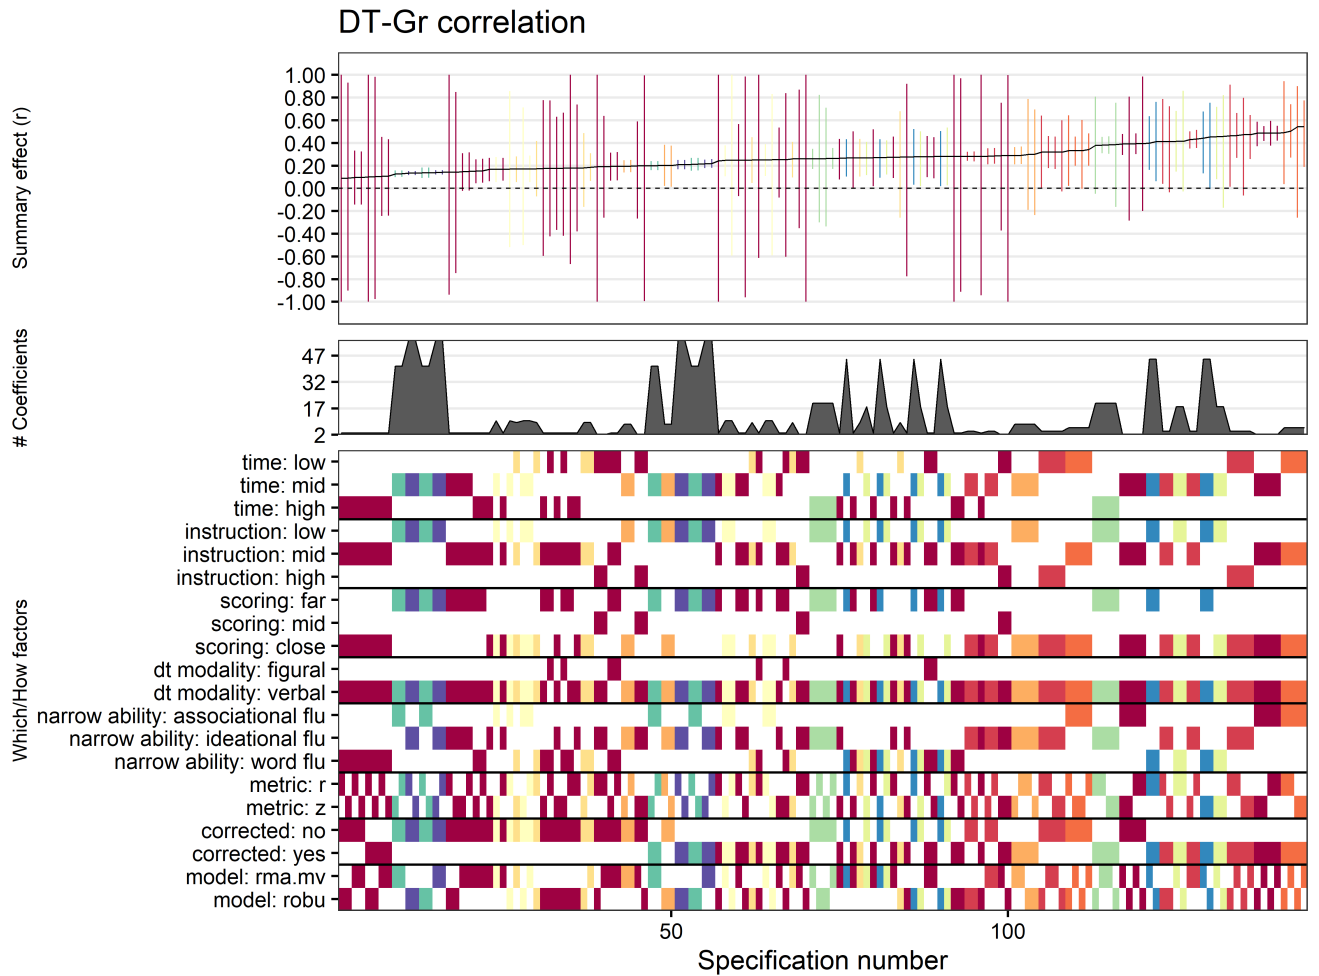 DT-Gr correlation
Summary effect (r)
1.00
0.80
0.60
0.40
0.20
0.00
-0.20
-0.40
-0.60
-0.80
-1.00
# Coefficients
47
32
17
2
Which/How factors
time: low
time: mid
time: high
instruction: low
instruction: mid
instruction: high
scoring: far
scoring: mid
scoring: close
dt modality: figural
dt modality: verbal
narrow ability: associational flu
narrow ability: ideational flu
narrow ability: word flu
metric: r
metric: z
corrected: no
corrected: yes
model: rma.mv
model: robu
50
100
Specification number